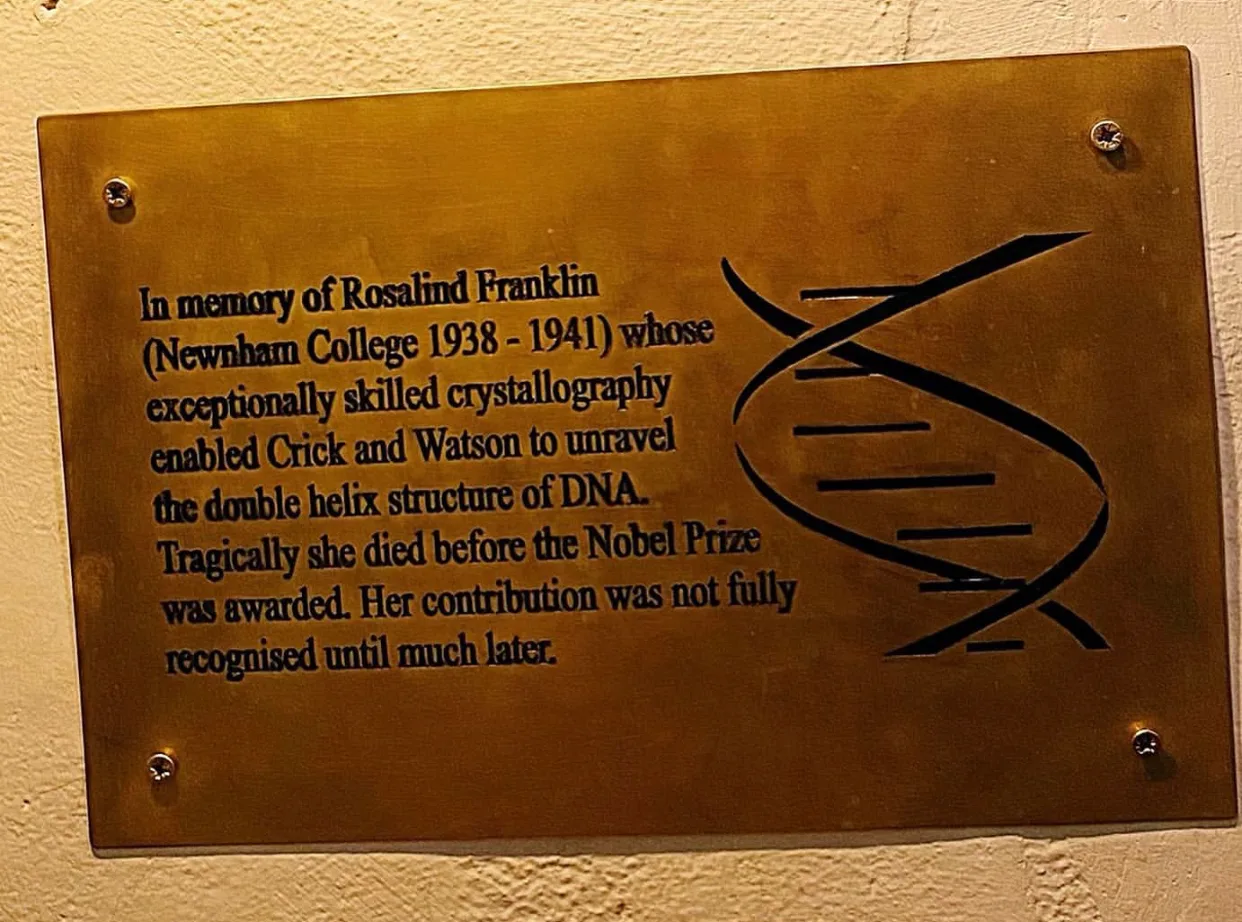 In memory of Rosalind Franklin
(Newnham College 1938 - 1941) whose
exceptionally skilled crystallography
enabled Crick and Watson to unravel
the double helix structure of DNA.
Tragically she died before the Nobel Prize
was awarded. Her contribution was not fully
recognised until much later.